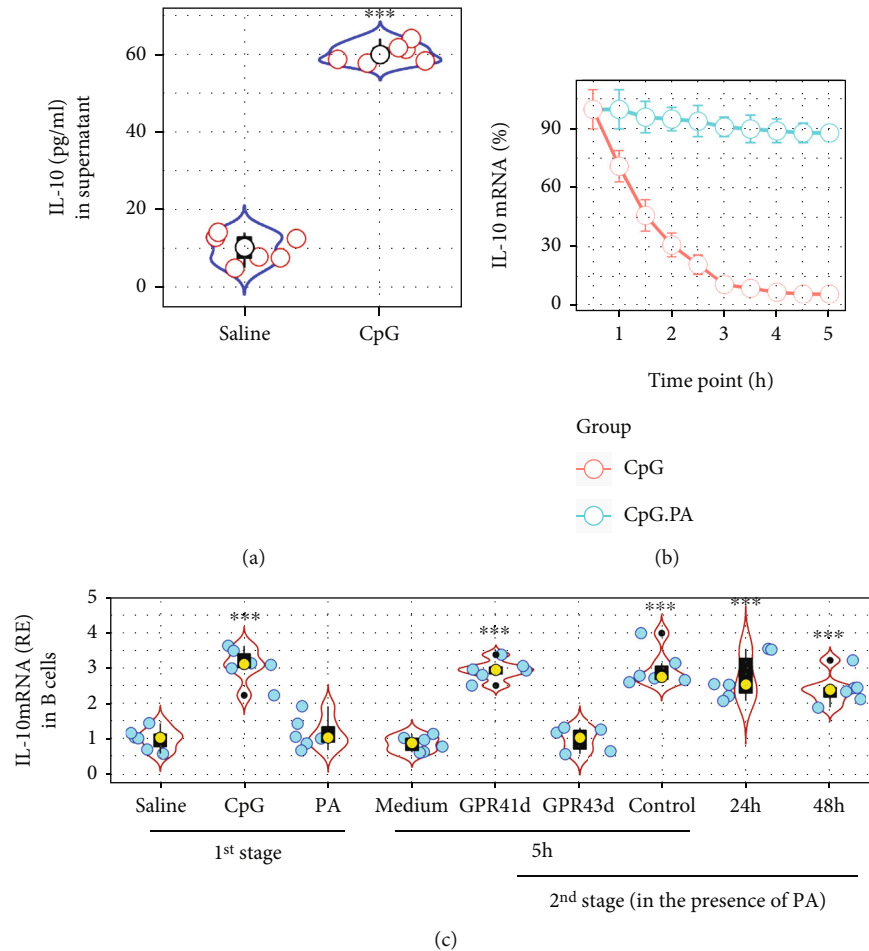 ***
IL-10 (pg/ml)
in supernatant
60
40
20
0
Saline CpG
(a)
IL-10 mRNA (%)
90
60
30
0
1 2 3 4 5
Time point (h)
Group
CpG
CpG.PA
(b)
IL-10mRNA (RE)
in B cells
5
4
3
2
1
0
*** *** *** *** ***
Saline CpG PA Medium GPR41d GPR43d Control 24h 48h
1st stage
5h
2nd stage (in the presence of PA)
(c)